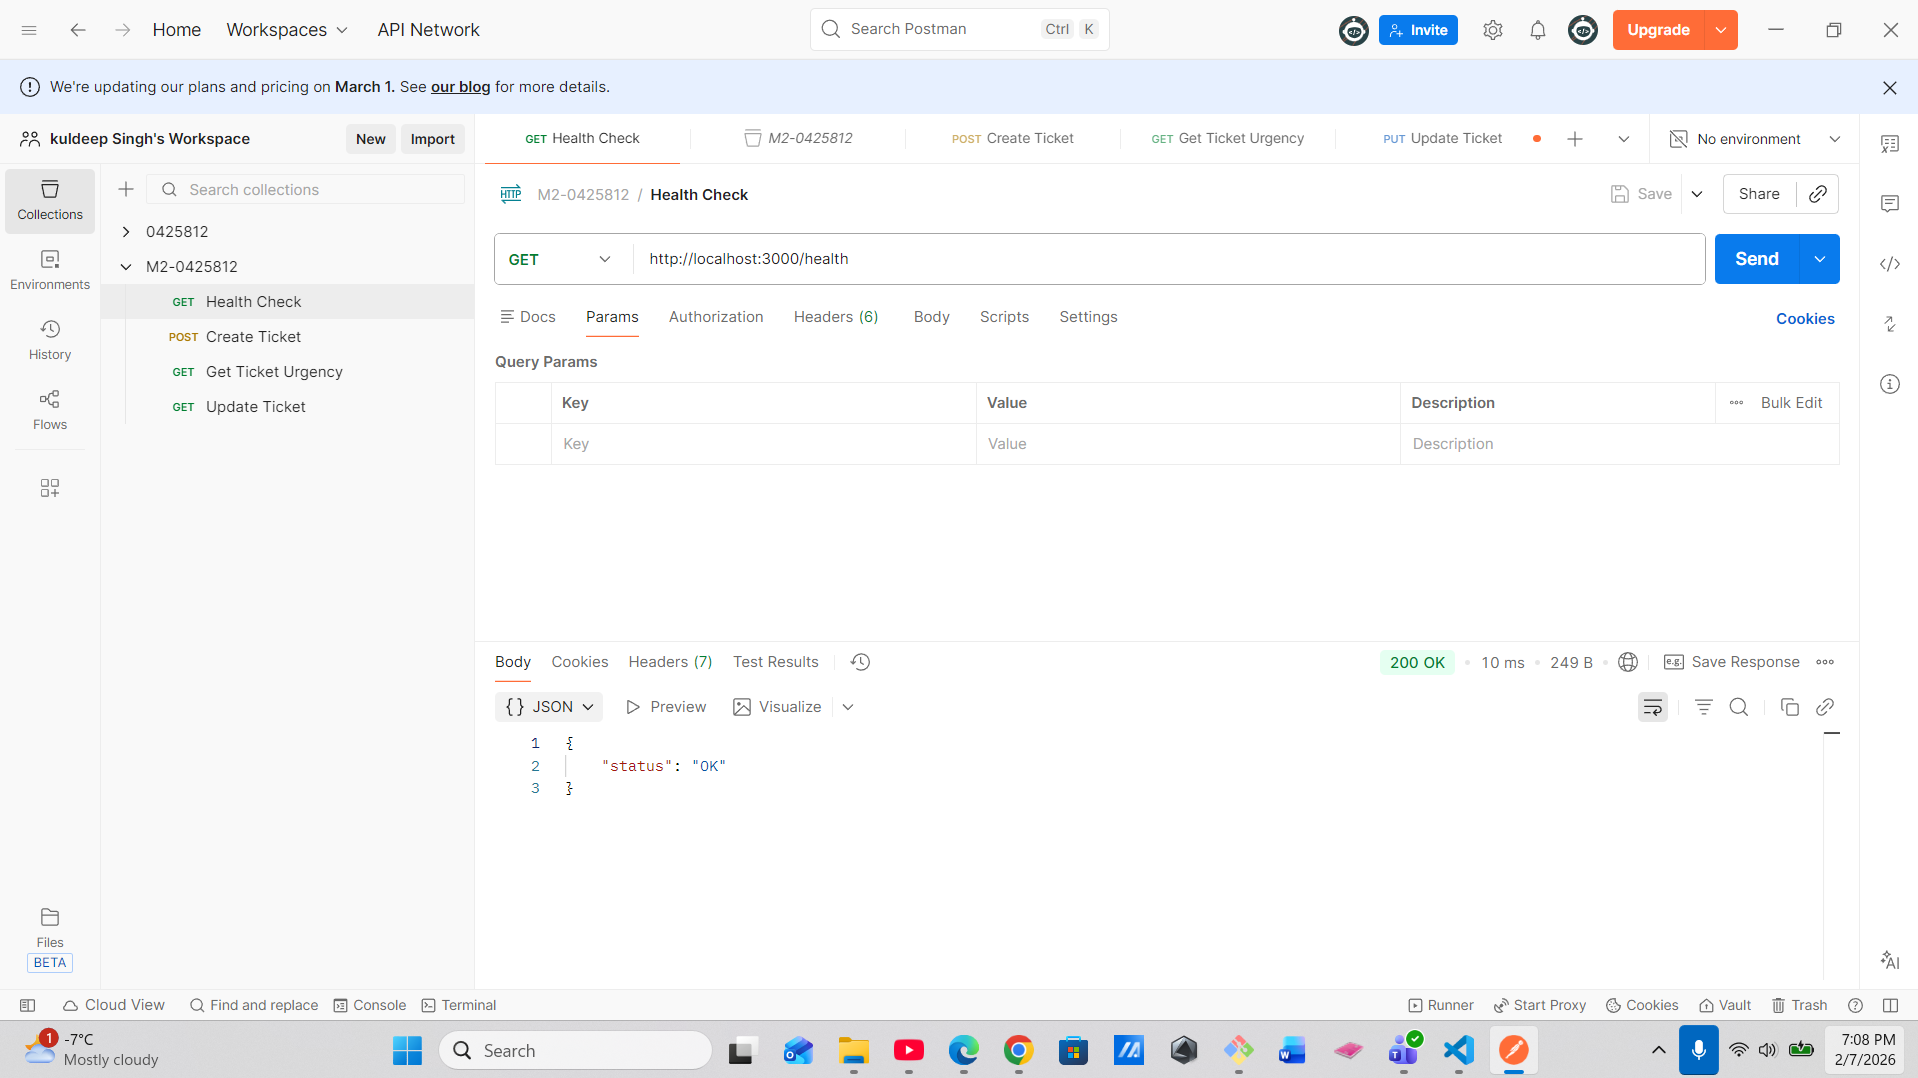 Home Workspaces API Network Search Postman Ctrl K Invite Upgrade
We're updating our plans and pricing on March 1. See our blog for more details.
kuldeep Singh's Workspace New Import
GET Health Check M2-0425812 POST Create Ticket GET Get Ticket Urgency PUT Update Ticket No environment
Collections
Environments
History
Flows
Files
BETA
Search collections
0425812
M2-0425812
GET Health Check
POST Create Ticket
GET Get Ticket Urgency
GET Update Ticket
HTTP M2-0425812 / Health Check Save Share
GET http://localhost:3000/health Send
Docs Params Authorization Headers (6) Body Scripts Settings Cookies
Query Params
Key Value Description Bulk Edit
Key Value Description
Body Cookies Headers (7) Test Results 200 OK 10 ms 249 B e.g. Save Response
{} JSON Preview Visualize
1 {
2 "status": "OK"
3 }
AI
Cloud View Find and replace Console Terminal Runner Start Proxy Cookies Vault Trash
1 -7°C
Mostly cloudy
Search
7:08 PM
2/7/2026